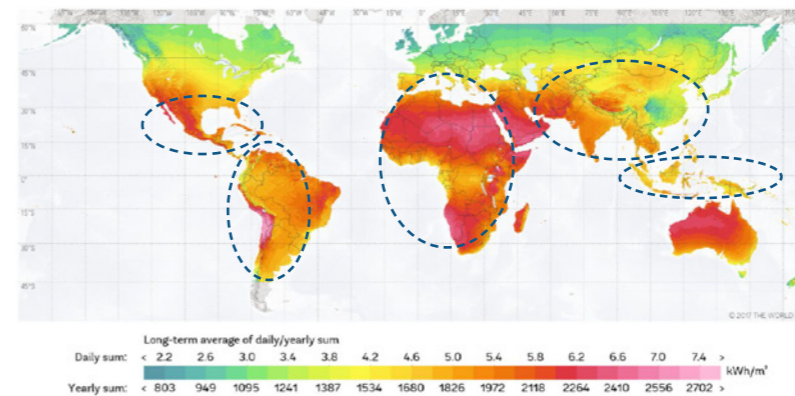 60°N
45°N
30°N
15°N
0°
15°S
30°S
45°S
© 2017 THE WORLD
Long-term average of daily/yearly sum
Daily sum: < 2.2 2.6 3.0 3.4 3.8 4.2 4.6 5.0 5.4 5.8 6.2 6.6 7.0 7.4 >
kWh/m²
Yearly sum: < 803 949 1095 1241 1387 1534 1680 1826 1972 2118 2264 2410 2556 2702 >